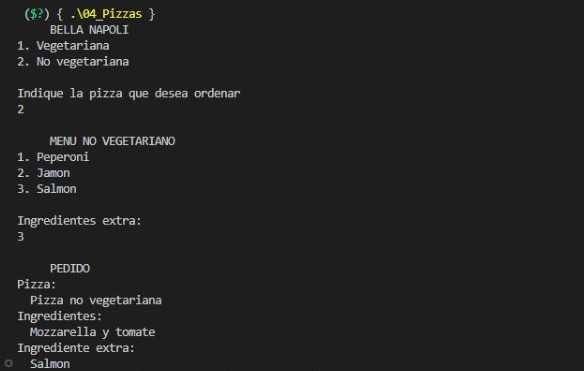 ($?) { .\04_Pizzas }
BELLA NAPOLI
1. Vegetariana
2. No vegetariana
Indique la pizza que desea ordenar
2
MENU NO VEGETARIANO
1. Peperoni
2. Jamon
3. Salmon
Ingredientes extra:
3
PEDIDO
Pizza:
Pizza no vegetariana
Ingredientes:
Mozzarella y tomate
Ingrediente extra:
Salmon